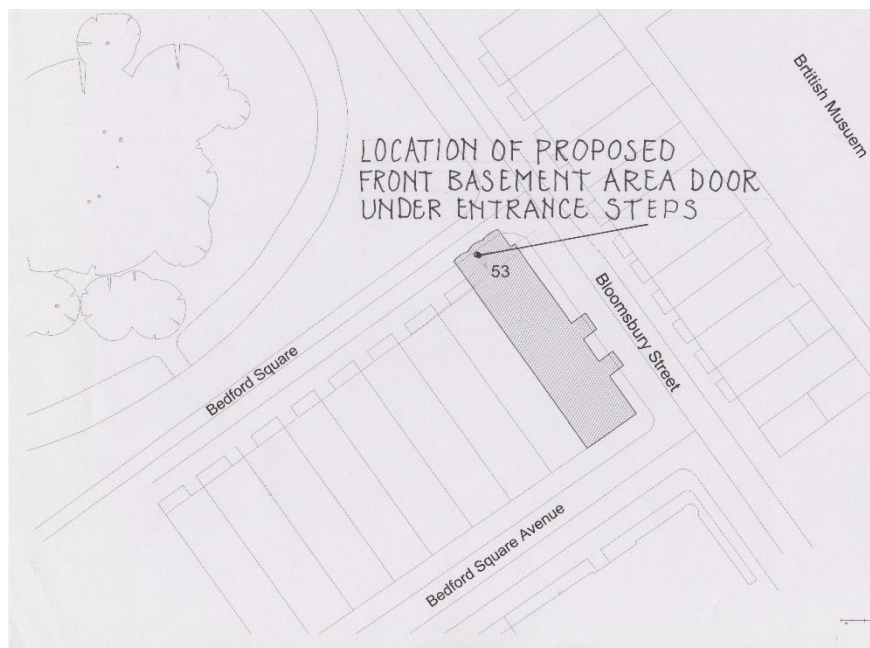 Brtitish Musuem
LOCATION OF PROPOSED
FRONT BASEMENT AREA DOOR
UNDER ENTRANCE STEPS
53
Bloomsbury Street
Bedford Square
Bedford Square Avenue